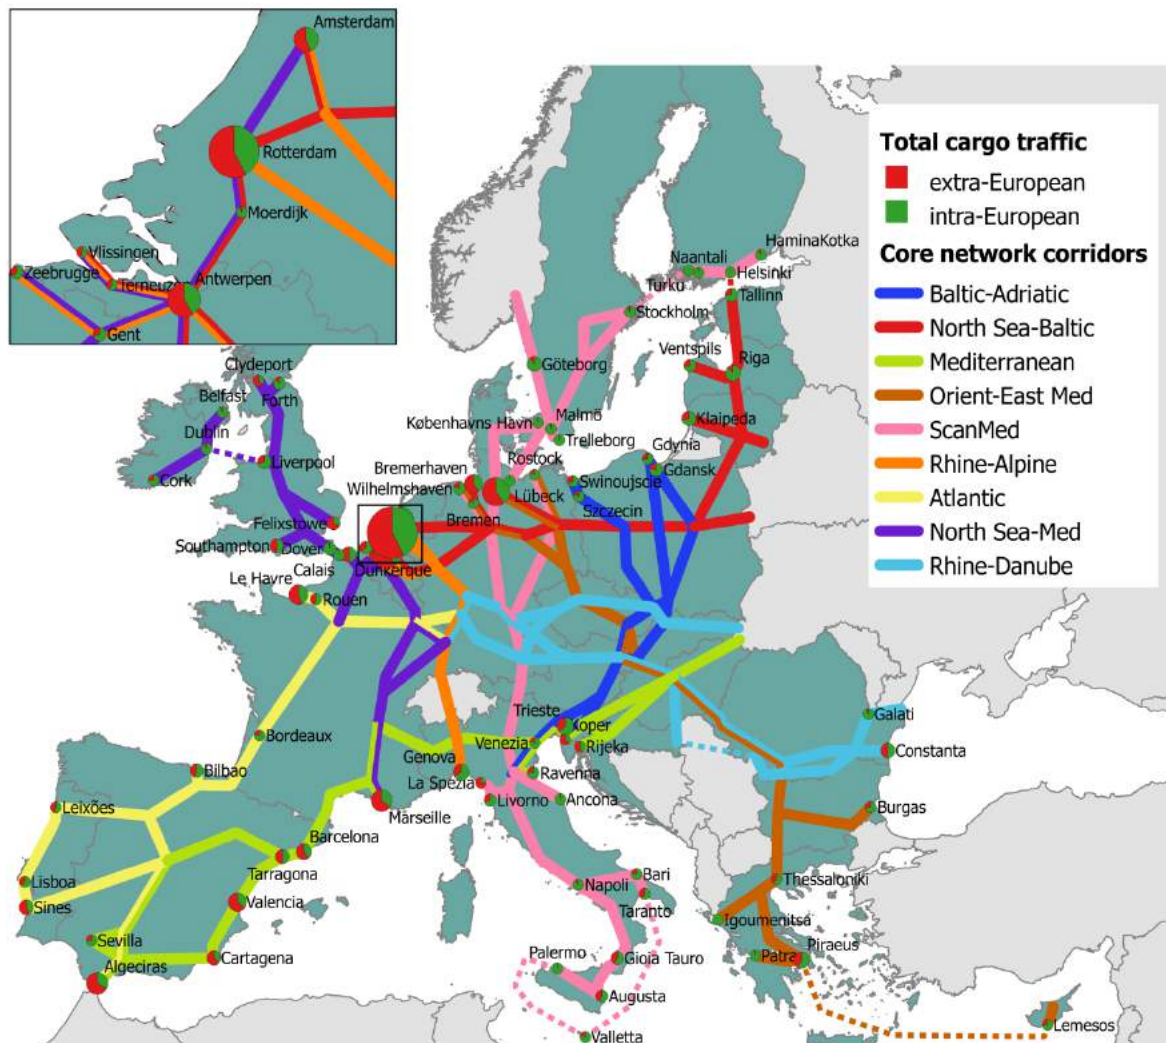 Amsterdam
Rotterdam
Moerdijk
Vlissingen
Zeebrugge
Terneuzen
Antwerpen
Gent
Total cargo traffic
extra-European
intra-European
Core network corridors
Baltic-Adriatic
North Sea-Baltic
Mediterranean
Orient-East Med
ScanMed
Rhine-Alpine
Atlantic
North Sea-Med
Rhine-Danube
HaminaKotka
Naantali
Helsinki
Turku
Tallinn
Stockholm
Ventspils
Riga
Göteborg
Clydeport
Forth
Belfast
Dublin
Liverpool
Cork
Københavns Havn
Malmö
Trelleborg
Klaipeda
Gdynia
Gdansk
Rostock
Swinoujscie
Szczecin
Bremerhaven
Wilhelmshaven
Lübeck
Bremen
Felixstowe
Southampton
Dover
Calais
Dunkerque
Le Havre
Rouen
Bordeaux
Bilbao
Leixões
Lisboa
Sines
Sevilla
Algeciras
Cartagena
Valencia
Tarragona
Barcelona
Marseille
Genova
La Spezia
Livorno
Trieste
Koper
Venezia
Rijeka
Ravenna
Ancona
Galati
Constanta
Burgas
Napoli
Bari
Taranto
Thessaloniki
Igoumenitsa
Piraeus
Patra
Palermo
Gioia Tauro
Augusta
Valletta
Lemesos